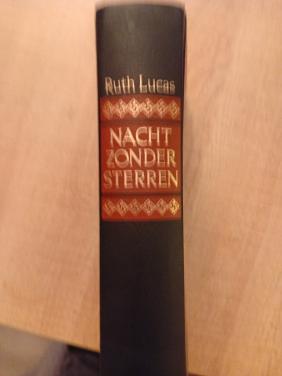 Ruth Lucas
NACHT
ZONDER
STERREN